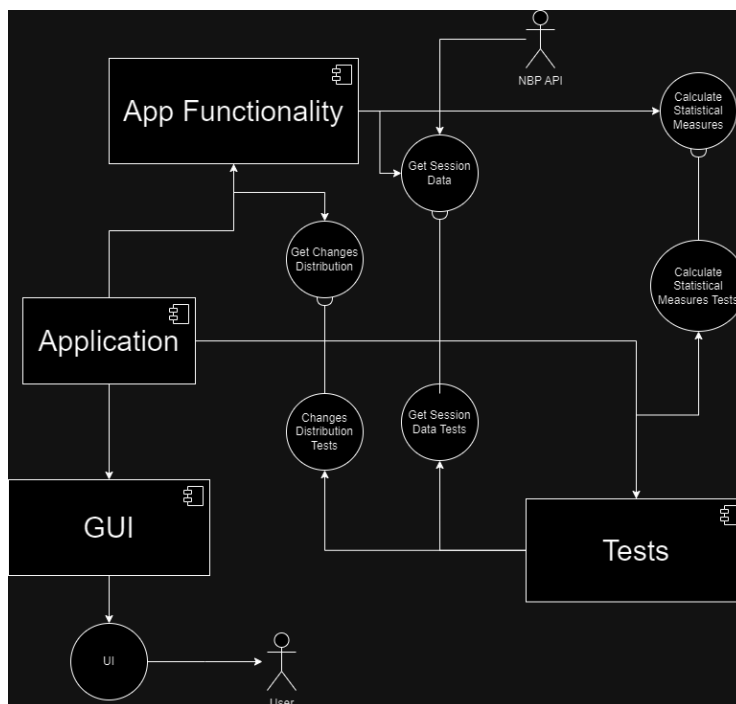 NBP API
App Functionality
Calculate
Statistical
Measures
Get Session
Data
Get Changes
Distribution
Calculate
Statistical
Measures Tests
Application
Changes
Distribution
Tests
Get Session
Data Tests
GUI
Tests
UI
User